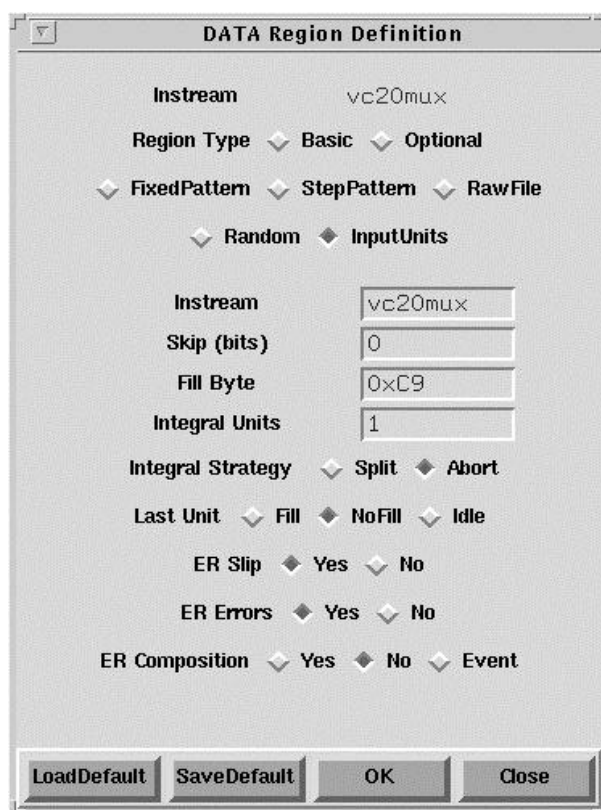 DATA Region Definition
Instream vc20mux
Region Type Basic Optional
FixedPattern StepPattern RawFile
Random InputUnits
Instream vc20mux
Skip (bits) 0
Fill Byte 0xC9
Integral Units 1
Integral Strategy Split Abort
Last Unit Fill NoFill Idle
ER Slip Yes No
ER Errors Yes No
ER Composition Yes No Event
LoadDefault SaveDefault OK Close